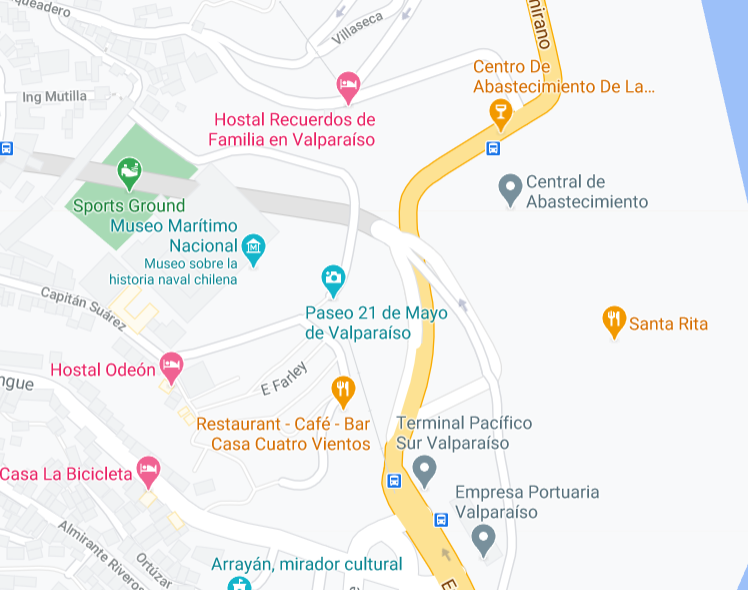 queadero
Villaseca
mirano
Centro De
Abastecimiento De La...
Ing Mutilla
Hostal Recuerdos de
Familia en Valparaíso
Central de
Abastecimiento
Sports Ground
Museo Marítimo
Nacional
Museo sobre la
historia naval chilena
Capitán Suárez
Paseo 21 de Mayo
de Valparaíso
Santa Rita
Hostal Odeón
ngue
E Farley
Restaurant - Café - Bar
Casa Cuatro Vientos
Terminal Pacífico
Sur Valparaíso
Casa La Bicicleta
Empresa Portuaria
Valparaíso
Almirante Riveros
Ortúzar
Arrayán, mirador cultural